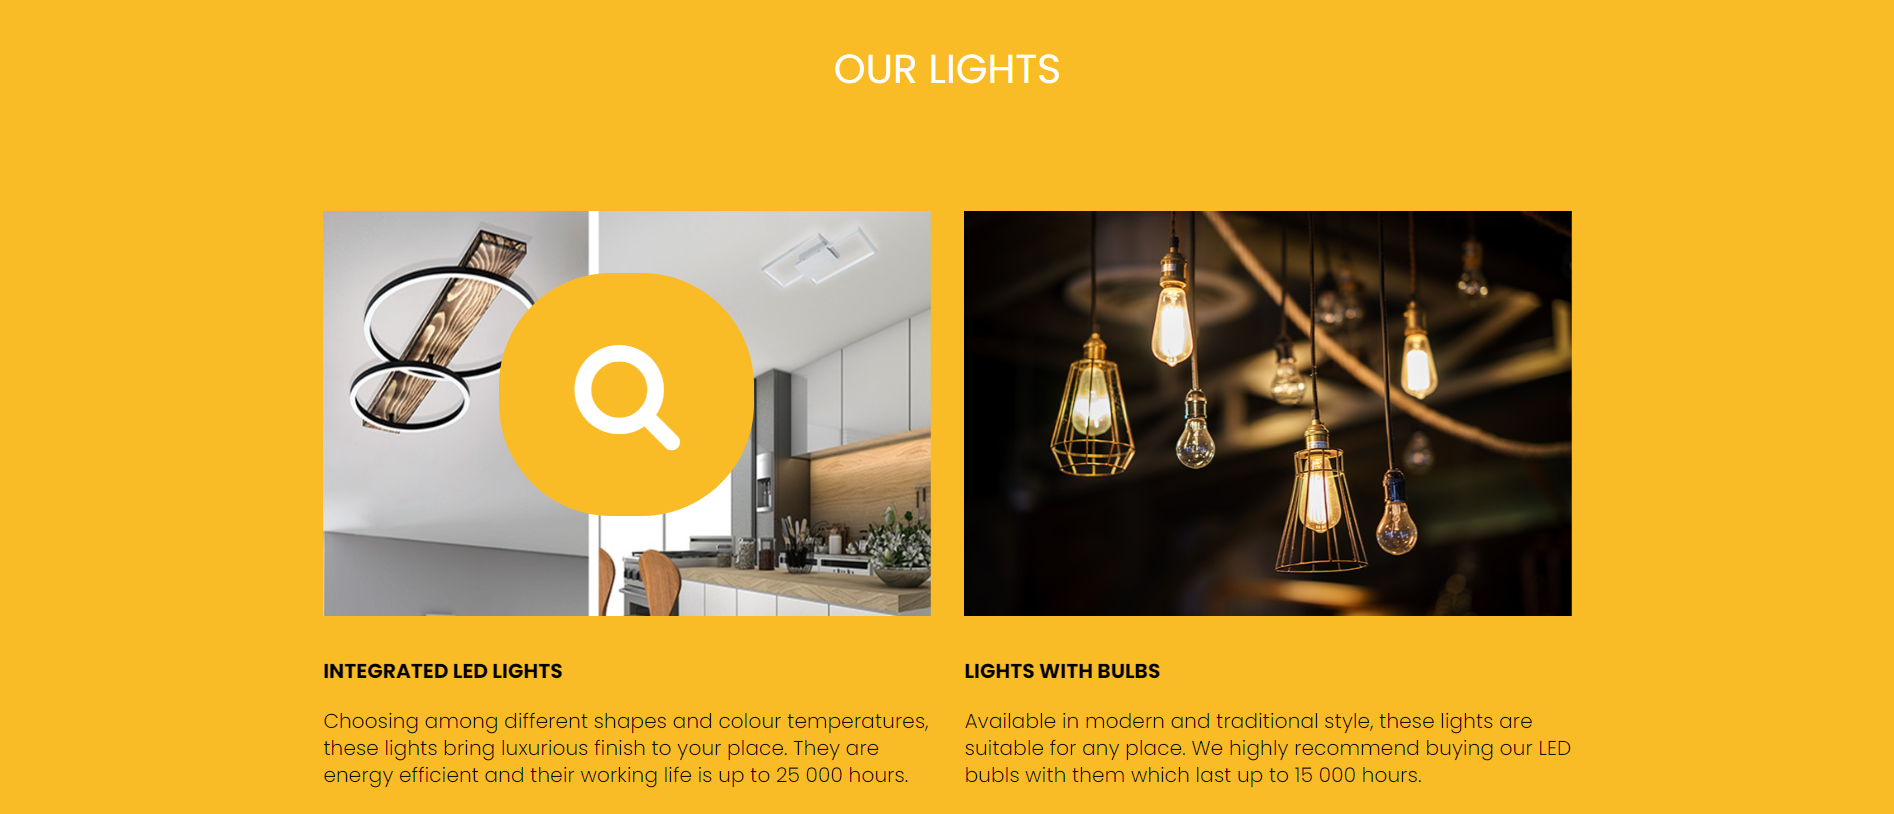 OUR LIGHTS
INTEGRATED LED LIGHTS
Choosing among different shapes and colour temperatures,
these lights bring luxurious finish to your place. They are
energy efficient and their working life is up to 25 000 hours.
LIGHTS WITH BULBS
Available in modern and traditional style, these lights are
suitable for any place. We highly recommend buying our LED
bubls with them which last up to 15 000 hours.